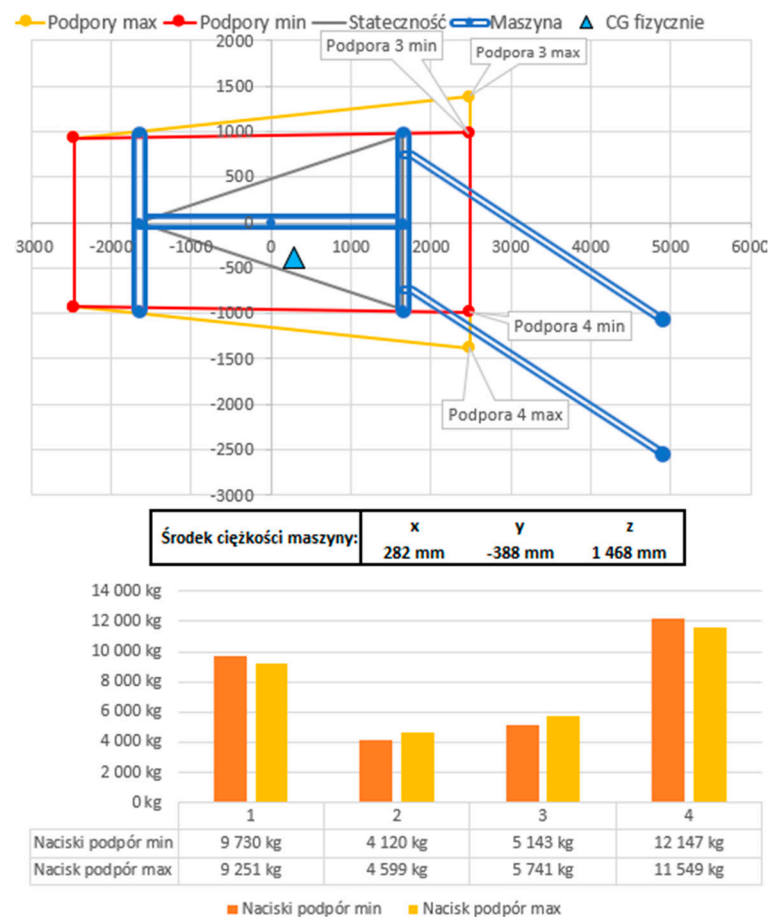 Podpory max Podpory min Stateczność Maszyna CG fizycznie
2000
Podpora 3 min
Podpora 3 max
1500
1000
500
0
3000 -2000 -1000 0 1000 2000 3000 4000 5000 6000
-500
-1000
Podpora 4 min
-1500
Podpora 4 max
-2000
-2500
-3000
Środek ciężkości maszyny: x y z
282 mm -388 mm 1 468 mm
14 000 kg
12 000 kg
10 000 kg
8 000 kg
6 000 kg
4 000 kg
2 000 kg
0 kg
1 2 3 4
Naciski podpór min 9 730 kg 4 120 kg 5 143 kg 12 147 kg
Nacisk podpór max 9 251 kg 4 599 kg 5 741 kg 11 549 kg
Naciski podpór min Nacisk podpór max